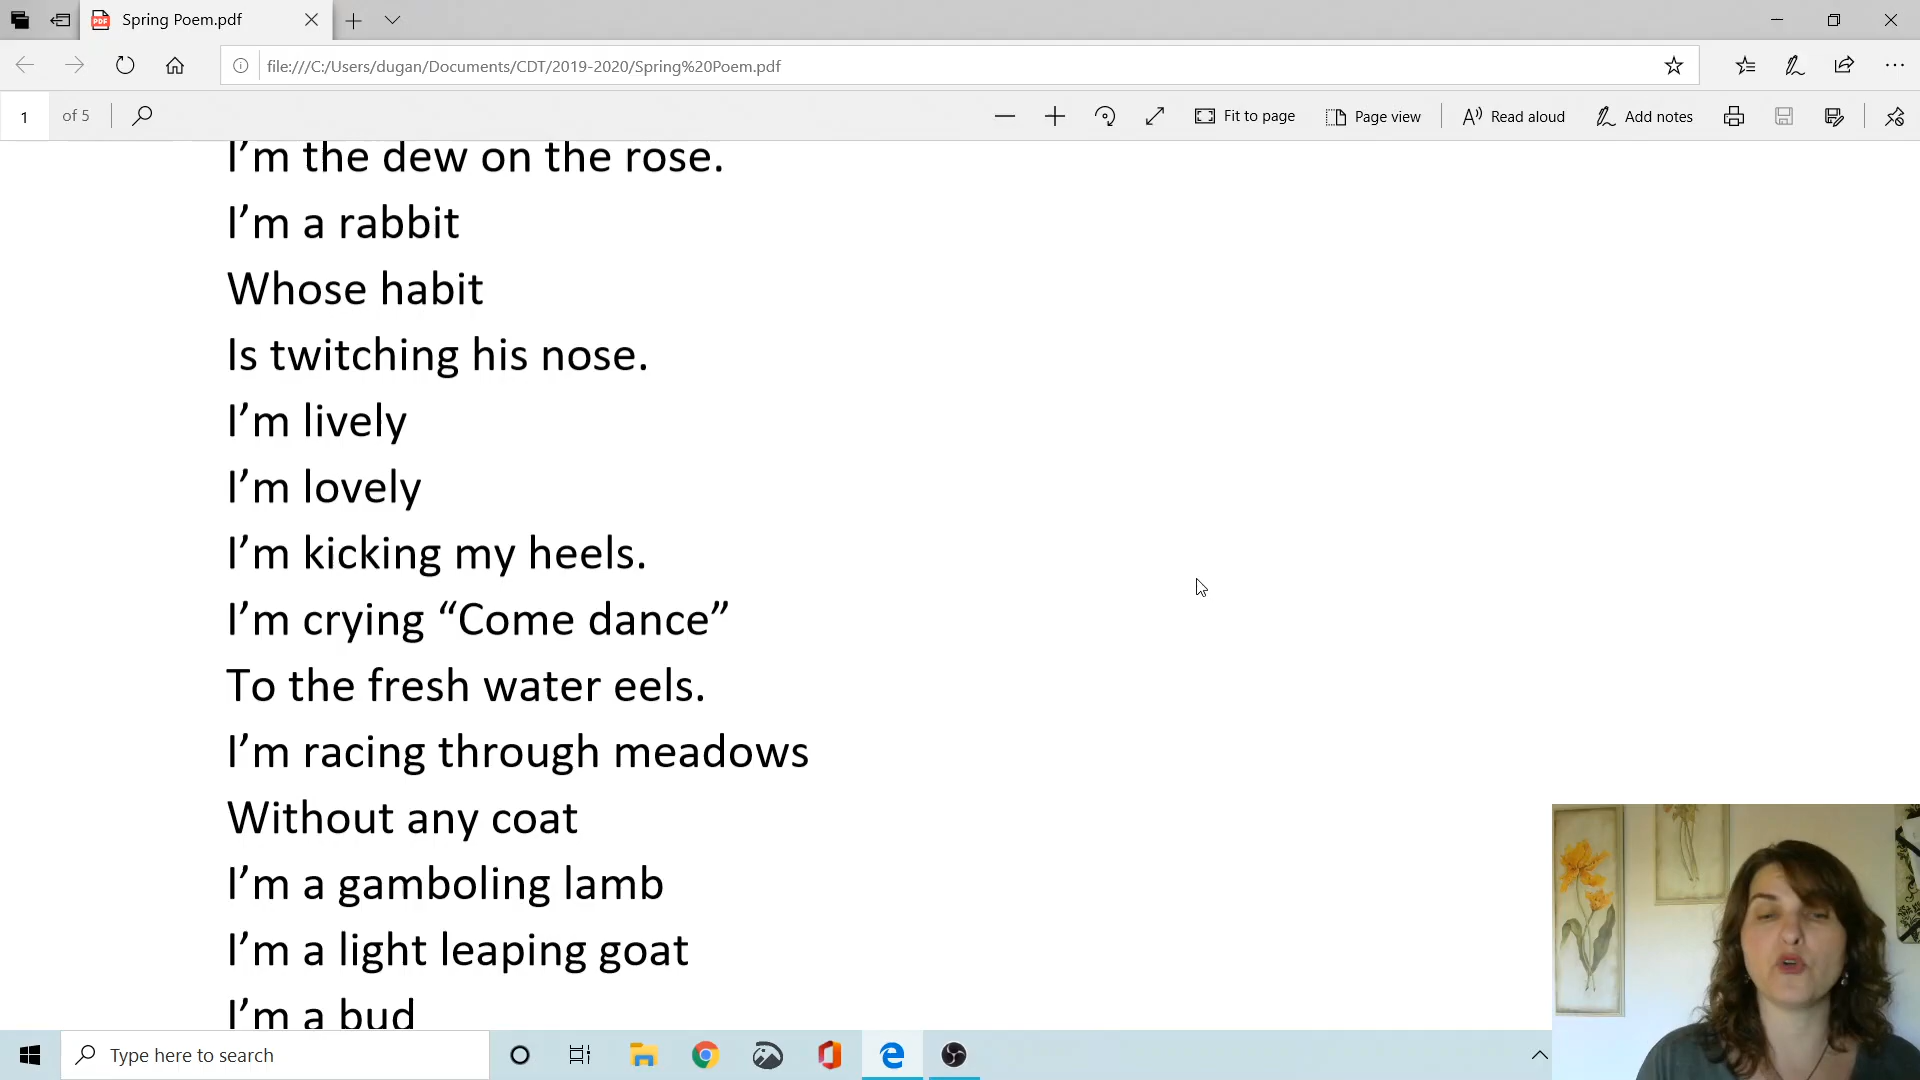 Spring Poem.pdf
file:///C:/Users/dugan/Documents/CDT/2019-2020/Spring%20Poem.pdf
1 of 5 Fit to page Page view Read aloud Add notes
I’m the dew on the rose.
I’m a rabbit
Whose habit
Is twitching his nose.
I’m lively
I’m lovely
I’m kicking my heels.
I’m crying “Come dance”
To the fresh water eels.
I’m racing through meadows
Without any coat
I’m a gamboling lamb
I’m a light leaping goat
I’m a bud
Type here to search